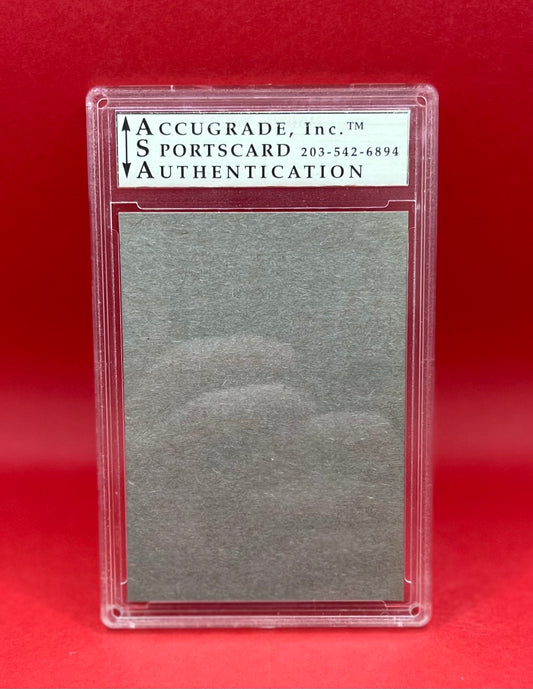 ACCUGRADE, Inc.™
SPORTSCARD 203-542-6894
AUTHENTICATION